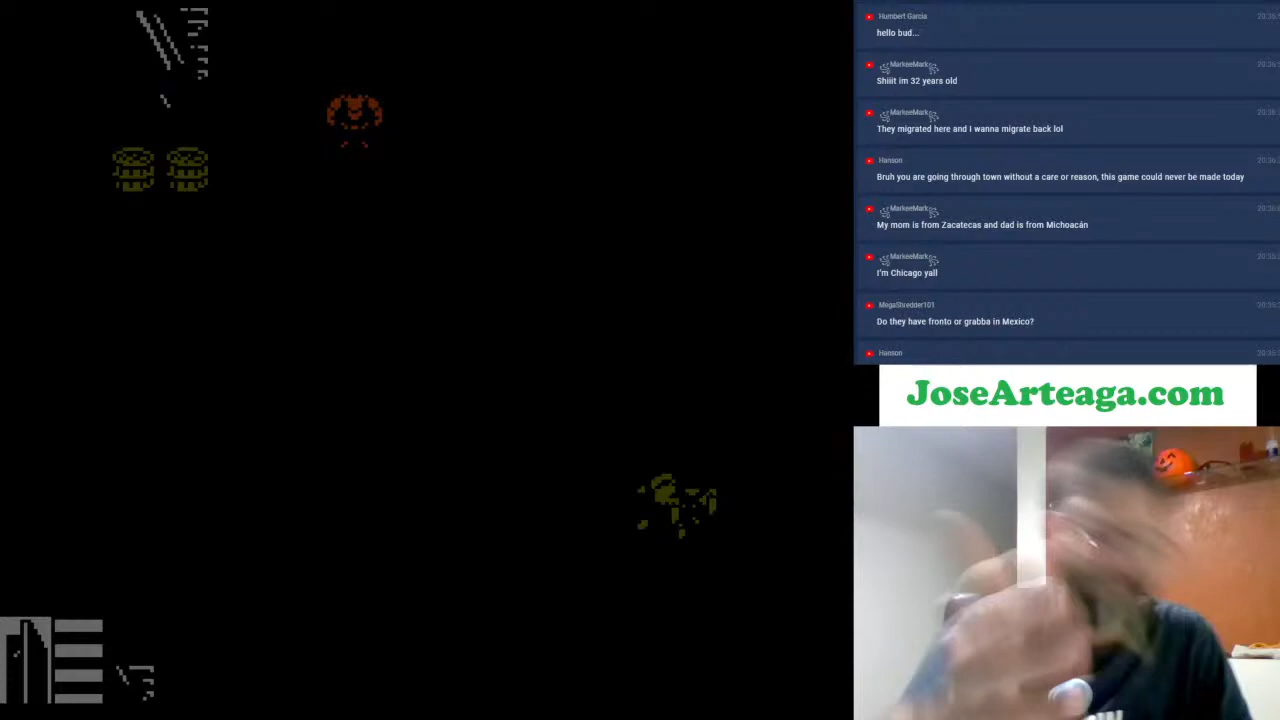 Humbert Garcia
hello bud...
MarkeeMark
Shiiit im 32 years old
MarkeeMark
They migrated here and I wanna migrate back lol
Hanson
Bruh you are going through town without a care or reason, this game could never be made today
MarkeeMark
My mom is from Zacatecas and dad is from Michoacán
MarkeeMark
I'm Chicago yall
MegaShredder101
Do they have fronto or grabba in Mexico?
Hanson
JoseArteaga.com